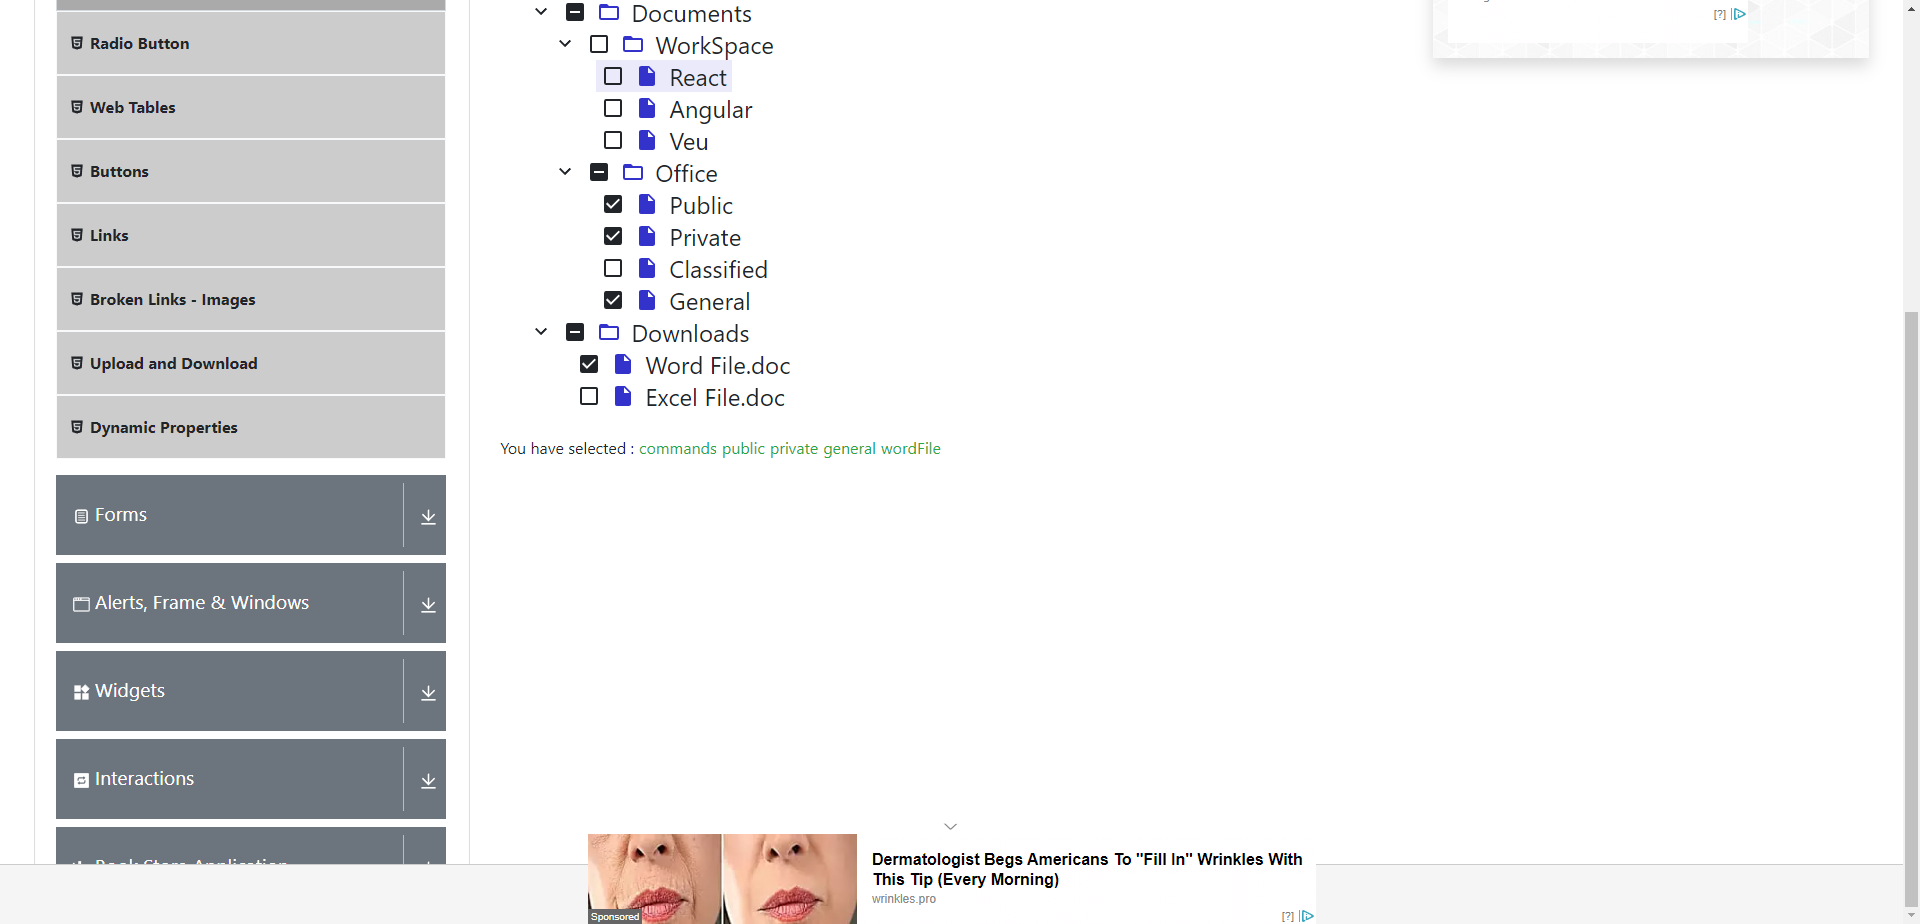 Radio Button
Web Tables
Buttons
Links
Broken Links - Images
Upload and Download
Dynamic Properties
Forms
Alerts, Frame & Windows
Widgets
Interactions
Book Store Application
Documents
WorkSpace
React
Angular
Veu
Office
Public
Private
Classified
General
Downloads
Word File.doc
Excel File.doc
You have selected : commands public private general wordFile
[?]
Sponsored
Dermatologist Begs Americans To "Fill In" Wrinkles With
This Tip (Every Morning)
wrinkles.pro
[?]